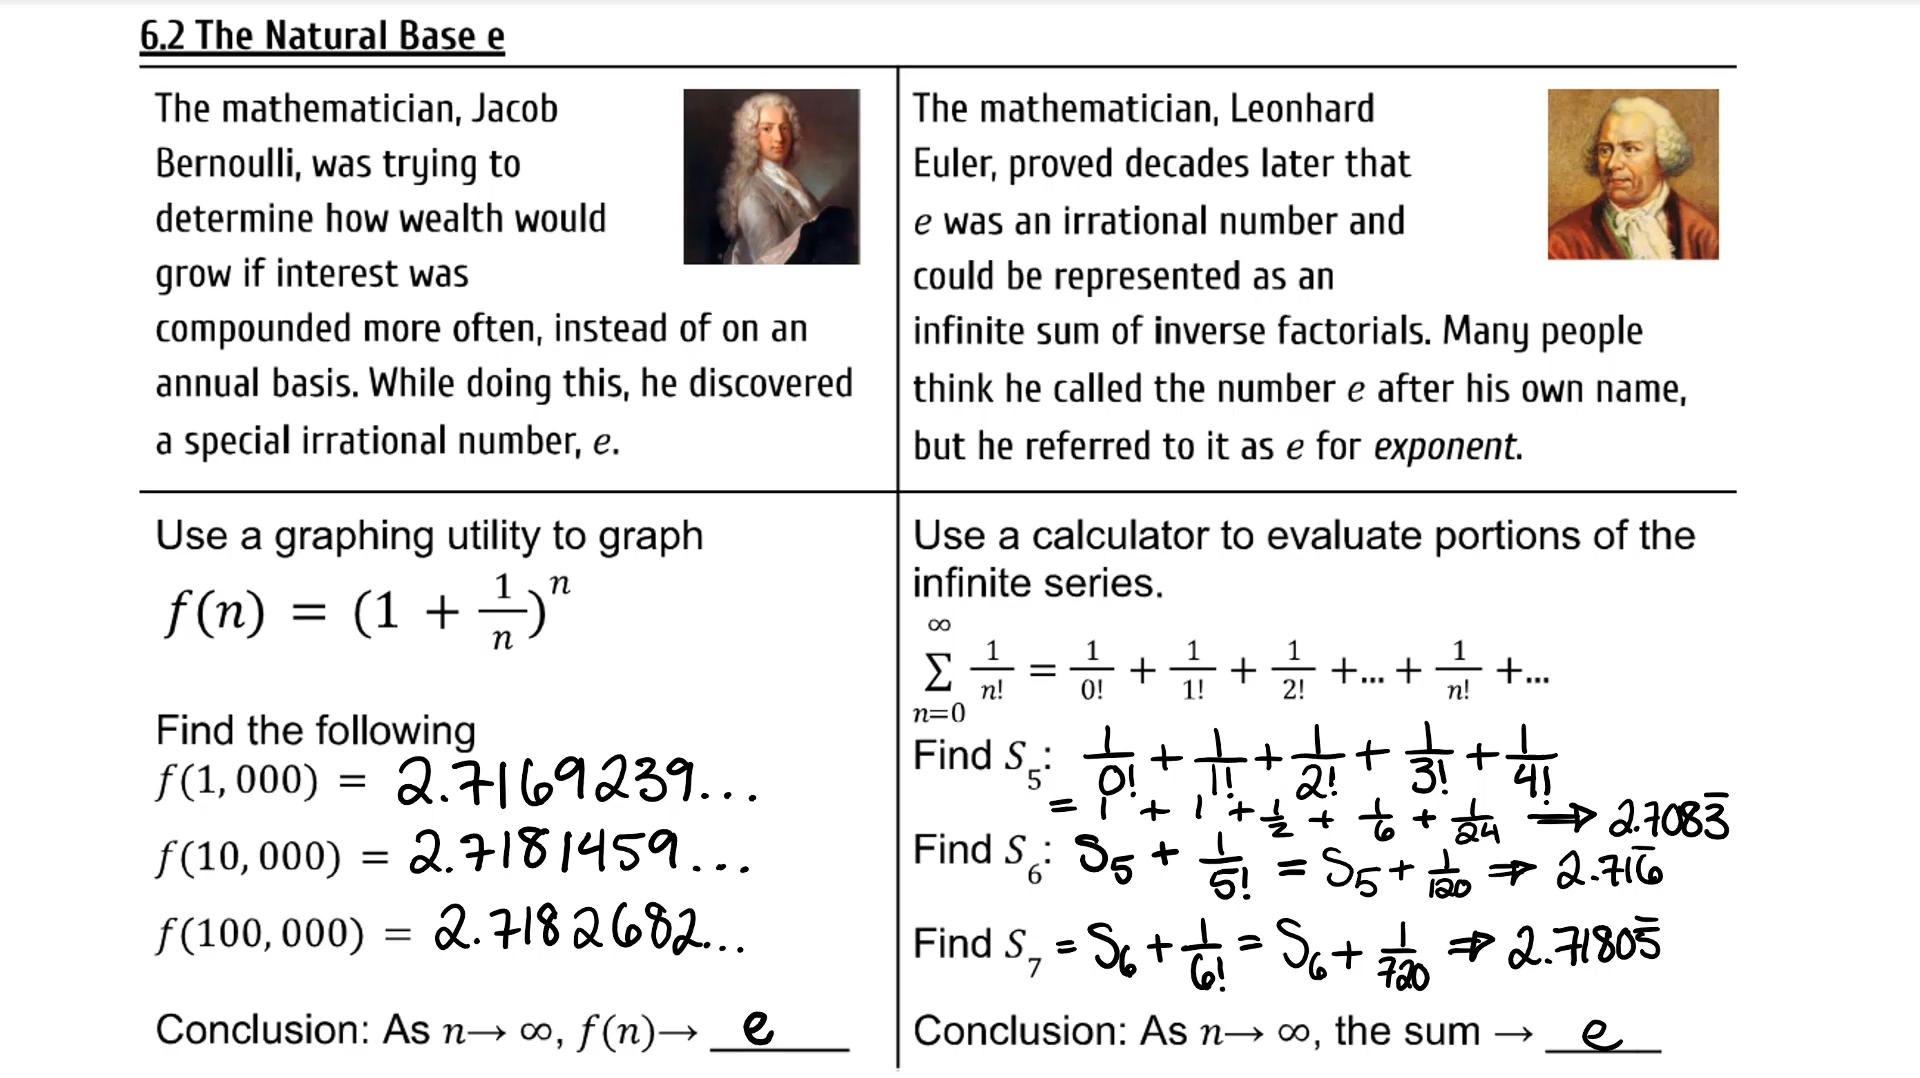 6.2 The Natural Base e
The mathematician, Jacob
Bernoulli, was trying to
determine how wealth would
grow if interest was
compounded more often, instead of on an
annual basis. While doing this, he discovered
a special irrational number, e.
The mathematician, Leonhard
Euler, proved decades later that
e was an irrational number and
could be represented as an
infinite sum of inverse factorials. Many people
think he called the number e after his own name,
but he referred to it as e for exponent.
Use a graphing utility to graph
f(n) = (1 + 1/n)^n
Find the following
f(1,000) = 2.7169239...
f(10,000) = 2.7181459...
f(100,000) = 2.7182682...
Conclusion: As n→ ∞, f(n)→ e
Use a calculator to evaluate portions of the
infinite series.
∞
Σ 1/n! = 1/0! + 1/1! + 1/2! +...+ 1/n! +...
n=0
Find S₅: 1/0! + 1/1! + 1/2! + 1/3! + 1/4!
= 1 + 1 + 1/2 + 1/6 + 1/24 ⇒ 2.7083̅
Find S₆: S₅ + 1/5! = S₅ + 1/120 ⇒ 2.716̅
Find S₇ = S₆ + 1/6! = S₆ + 1/720 ⇒ 2.71805̅
Conclusion: As n→ ∞, the sum → e